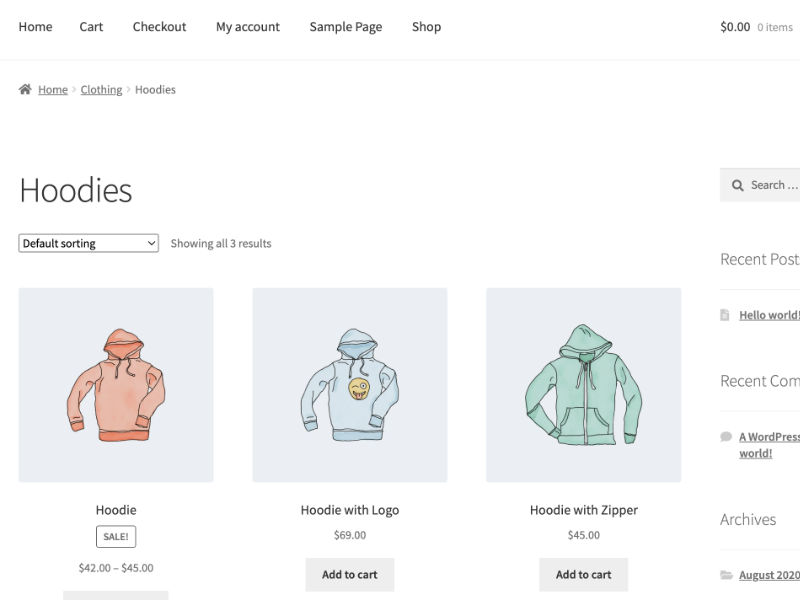 Home Cart Checkout My account Sample Page Shop $0.00 0 items
Home > Clothing > Hoodies
Hoodies
Search …
Default sorting Showing all 3 results
Recent Posts
Hello world!
Recent Com
A WordPress
world!
Hoodie
SALE!
$42.00 – $45.00
Hoodie with Logo
$69.00
Add to cart
Hoodie with Zipper
$45.00
Add to cart
Archives
August 2020